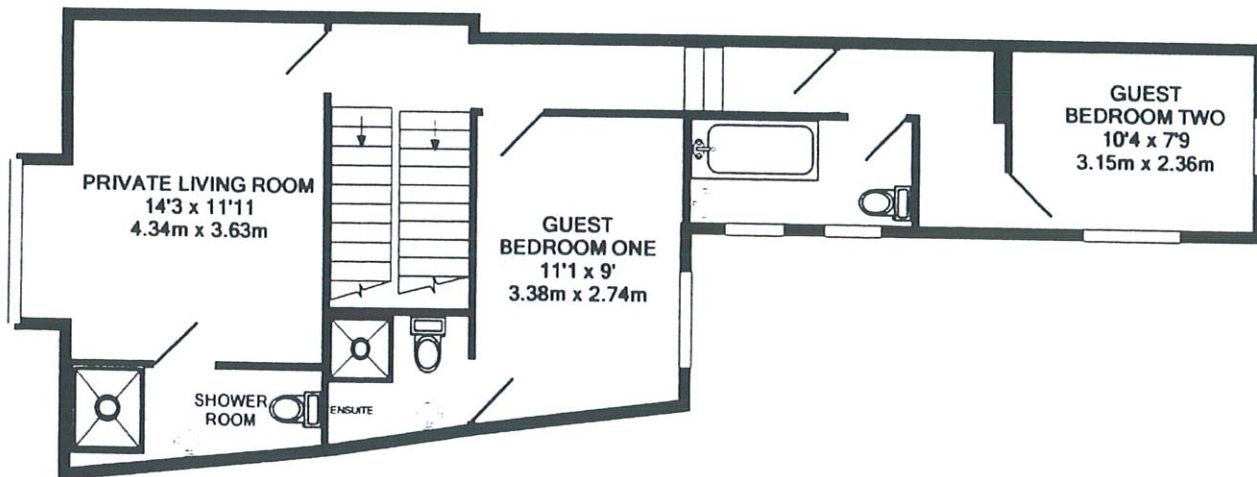 PRIVATE LIVING ROOM
14'3 x 11'11
4.34m x 3.63m
SHOWER
ROOM
ENSUITE
GUEST
BEDROOM ONE
11'1 x 9'
3.38m x 2.74m
GUEST
BEDROOM TWO
10'4 x 7'9
3.15m x 2.36m